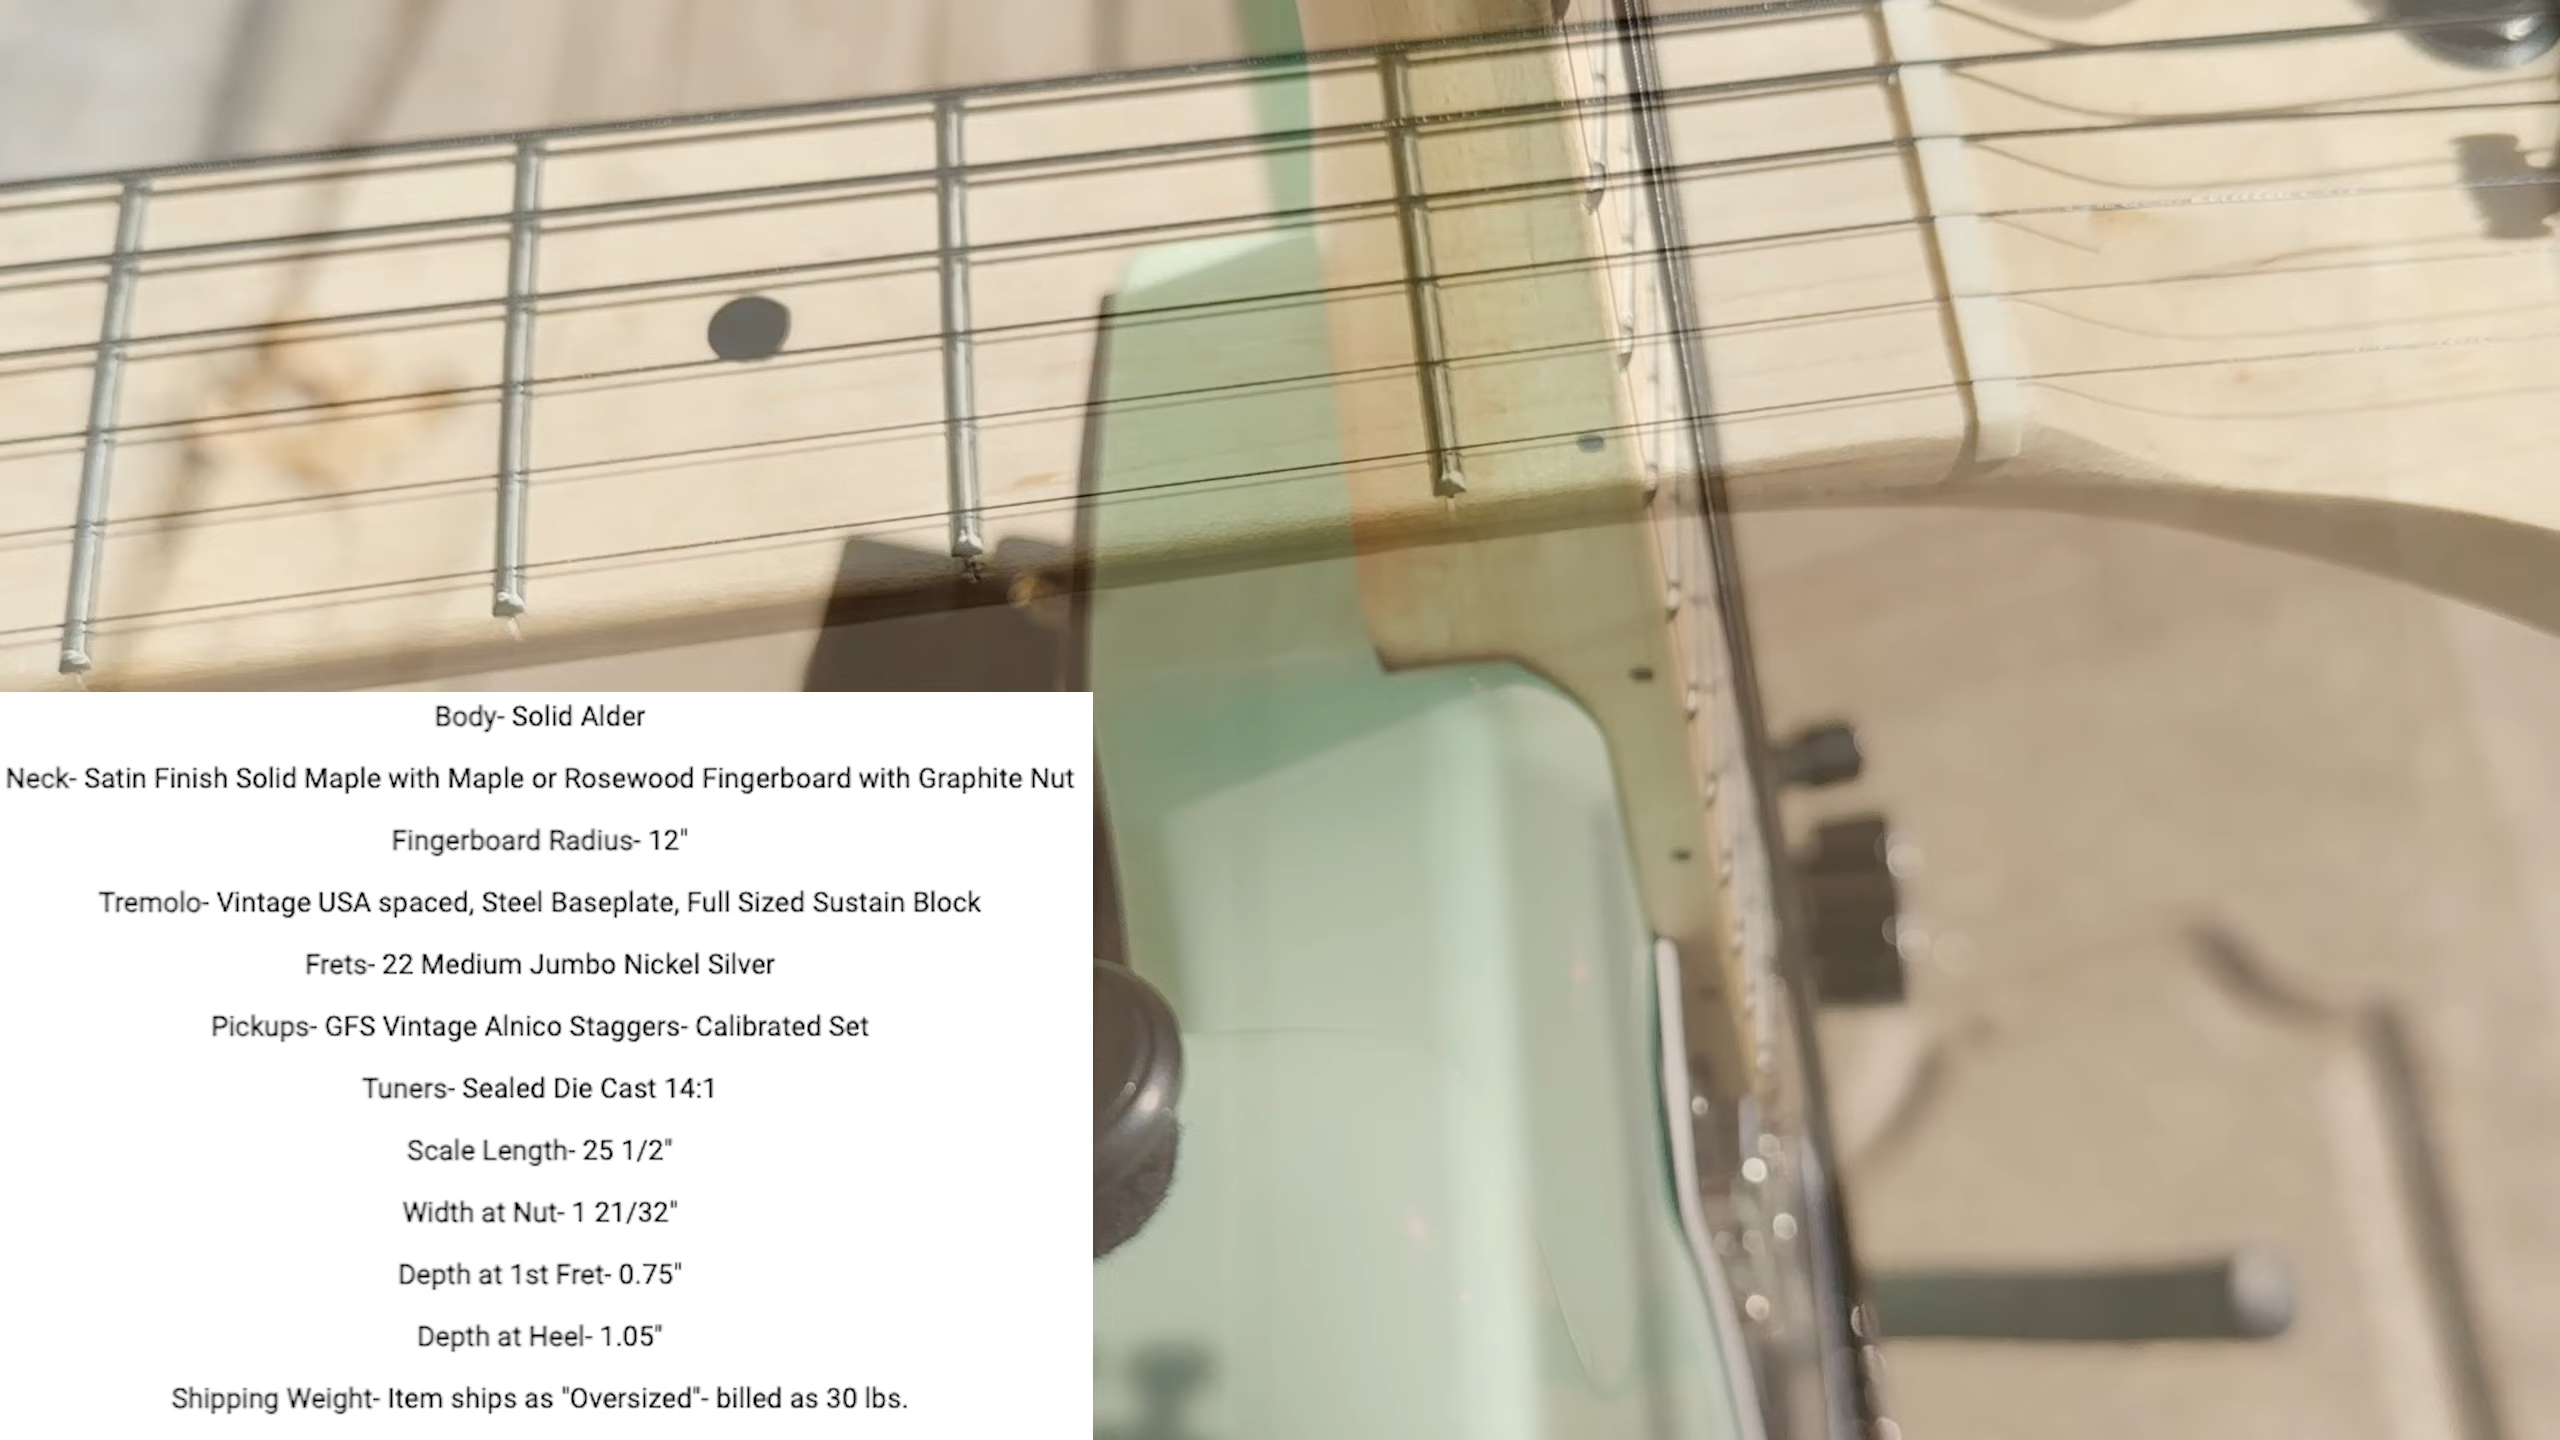 Body- Solid Alder
Neck- Satin Finish Solid Maple with Maple or Rosewood Fingerboard with Graphite Nut
Fingerboard Radius- 12"
Tremolo- Vintage USA spaced, Steel Baseplate, Full Sized Sustain Block
Frets- 22 Medium Jumbo Nickel Silver
Pickups- GFS Vintage Alnico Staggers- Calibrated Set
Tuners- Sealed Die Cast 14:1
Scale Length- 25 1/2"
Width at Nut- 1 21/32"
Depth at 1st Fret- 0.75"
Depth at Heel- 1.05"
Shipping Weight- Item ships as "Oversized"- billed as 30 lbs.